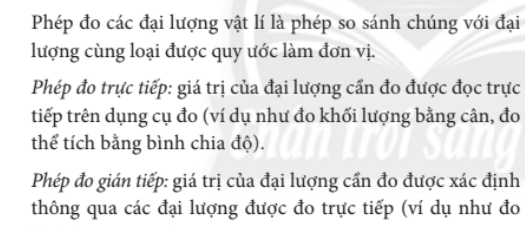 Phép đo các đại lượng vật lí là phép so sánh chúng với đại
lượng cùng loại được quy ước làm đơn vị.
Phép đo trực tiếp: giá trị của đại lượng cần đo được đọc trực
tiếp trên dụng cụ đo (ví dụ như đo khối lượng bằng cân, đo
thể tích bằng bình chia độ).
Phép đo gián tiếp: giá trị của đại lượng cần đo được xác định
thông qua các đại lượng được đo trực tiếp (ví dụ như đo